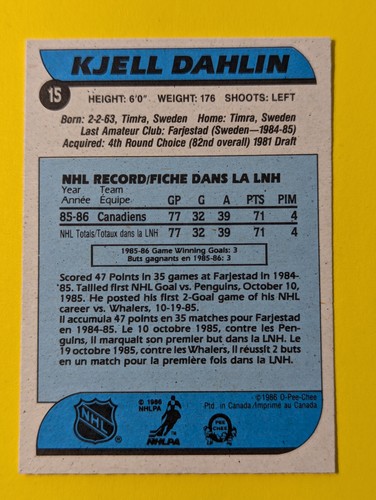 KJELL DAHLIN
15
HEIGHT: 6'0" WEIGHT: 176 SHOOTS: LEFT
Born: 2-2-63, Timra, Sweden Home: Timra, Sweden
Last Amateur Club: Farjestad (Sweden—1984-85)
Acquired: 4th Round Choice (82nd overall) 1981 Draft
NHL RECORD/FICHE DANS LA LNH
Year Team
Année Équipe GP G A PTS PIM
85-86 Canadiens 77 32 39 71 4
NHL Totals/Totaux dans la LNH 77 32 39 71 4
1985-86 Game Winning Goals: 3
Buts gagnants en 1985-86: 3
Scored 47 Points in 35 games at Farjestad in 1984-
'85. Tallied first NHL Goal vs. Penguins, October 10,
1985. He posted his first 2-Goal game of his NHL
career vs. Whalers, 10-19-85.
Il accumula 47 points en 35 matches pour Farjestad
en 1984-85. Le 10 octobre 1985, contre les Pen-
guins, il marquait son premier but dans la LNH. Le
19 octobre 1985, contre les Whalers, il réussit 2 buts
en un match pour la première fois dans la LNH.
©1986 O-Pee-Chee
Ptd. in Canada/Imprimé au Canada
NHL
®
© 1986
NHLPA
NHLPA
O PEE CHEE